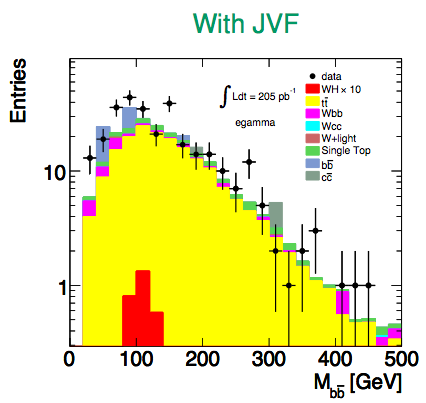 With JVF
Entries
data
WH × 10
tt̄
∫ Ldt = 205 pb⁻¹
Wbb
Wcc
egamma
W+light
Single Top
bb̄
cc̄
10
1
0 100 200 300 400 500
M_bb̄ [GeV]